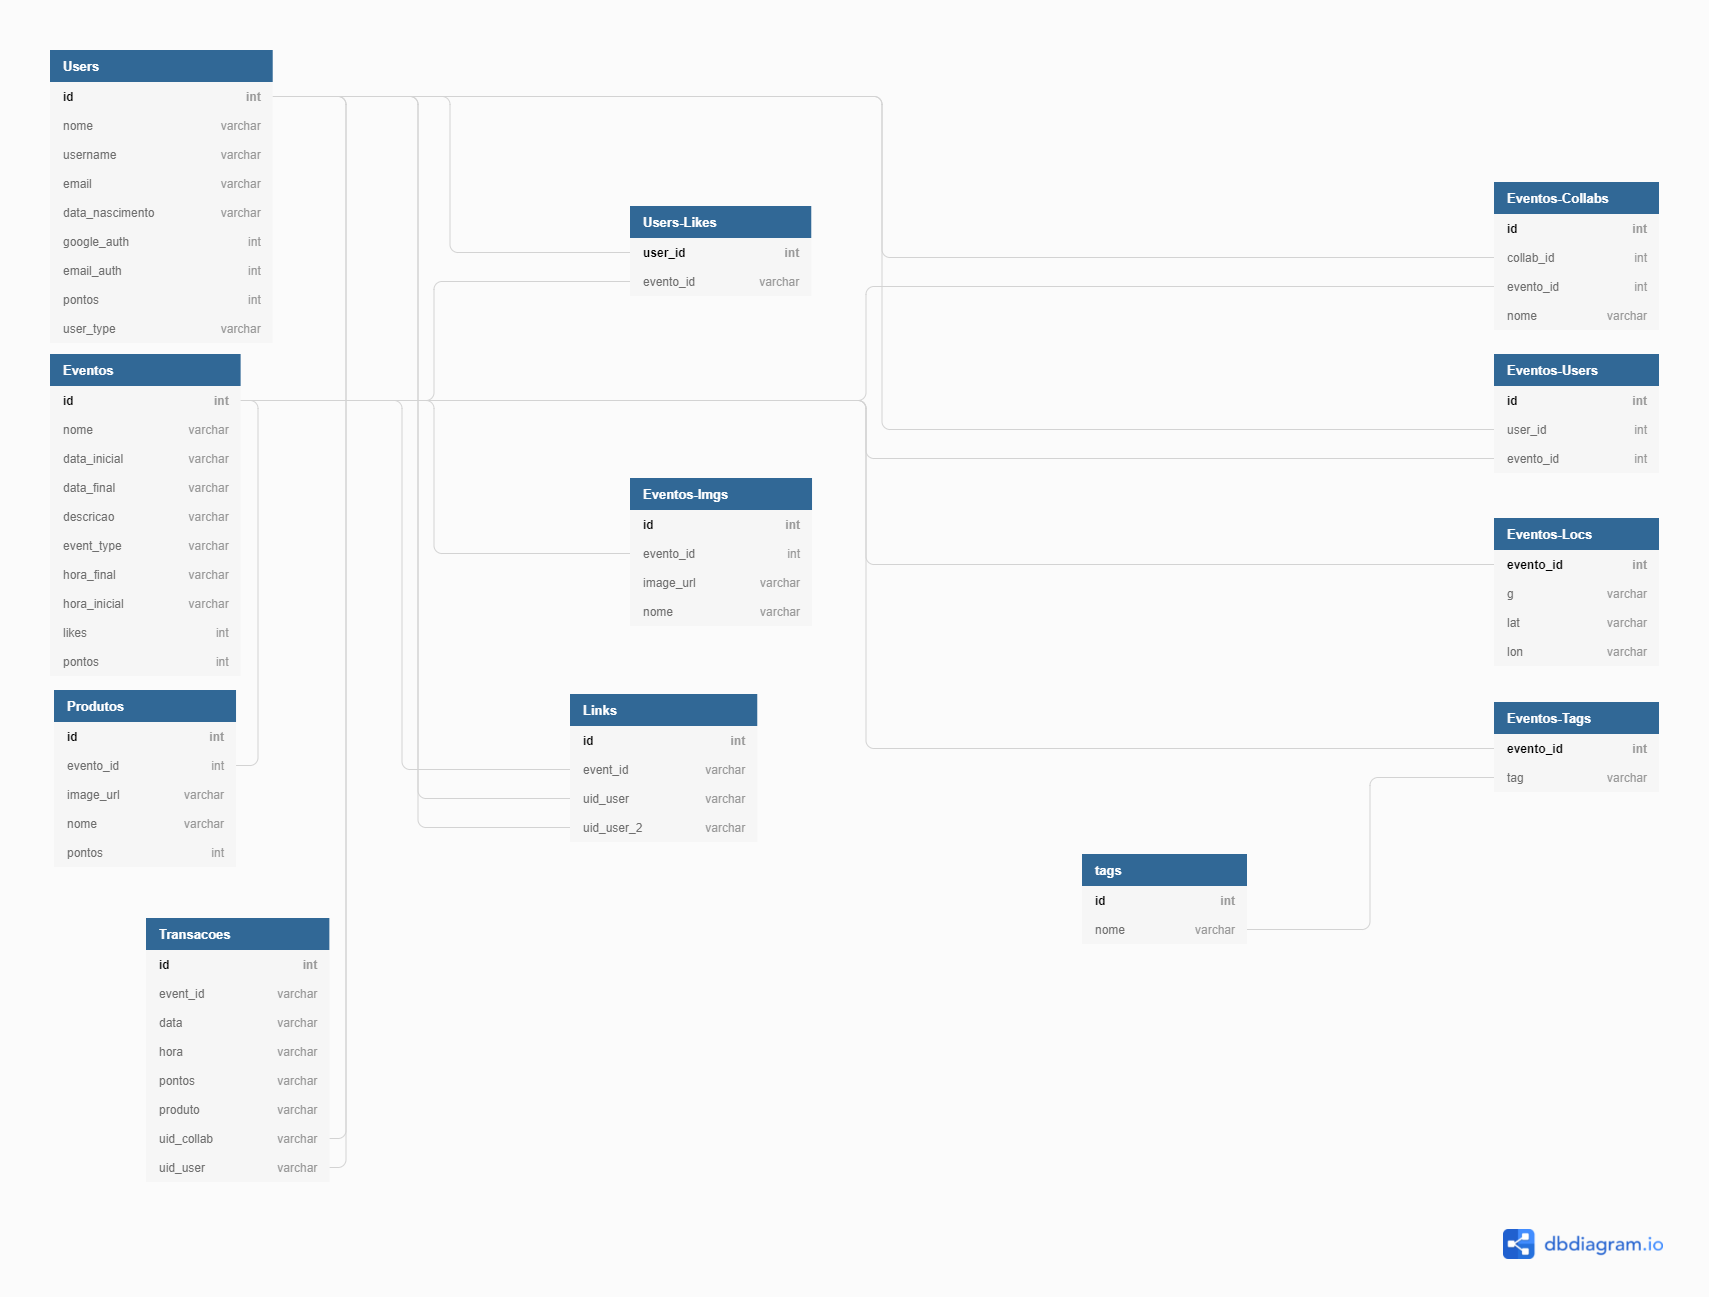 Users
id int
nome varchar
username varchar
email varchar
data_nascimento varchar
google_auth int
email_auth int
pontos int
user_type varchar
Eventos
id int
nome varchar
data_inicial varchar
data_final varchar
descricao varchar
event_type varchar
hora_final varchar
hora_inicial varchar
likes int
pontos int
Produtos
id int
evento_id int
image_url varchar
nome varchar
pontos int
Transacoes
id int
event_id varchar
data varchar
hora varchar
pontos varchar
produto varchar
uid_collab varchar
uid_user varchar
Users-Likes
user_id int
evento_id varchar
Eventos-Imgs
id int
evento_id int
image_url varchar
nome varchar
Links
id int
event_id varchar
uid_user varchar
uid_user_2 varchar
tags
id int
nome varchar
Eventos-Collabs
id int
collab_id int
evento_id int
nome varchar
Eventos-Users
id int
user_id int
evento_id int
Eventos-Locs
evento_id int
g varchar
lat varchar
lon varchar
Eventos-Tags
evento_id int
tag varchar
dbdiagram.io